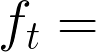 f_t =